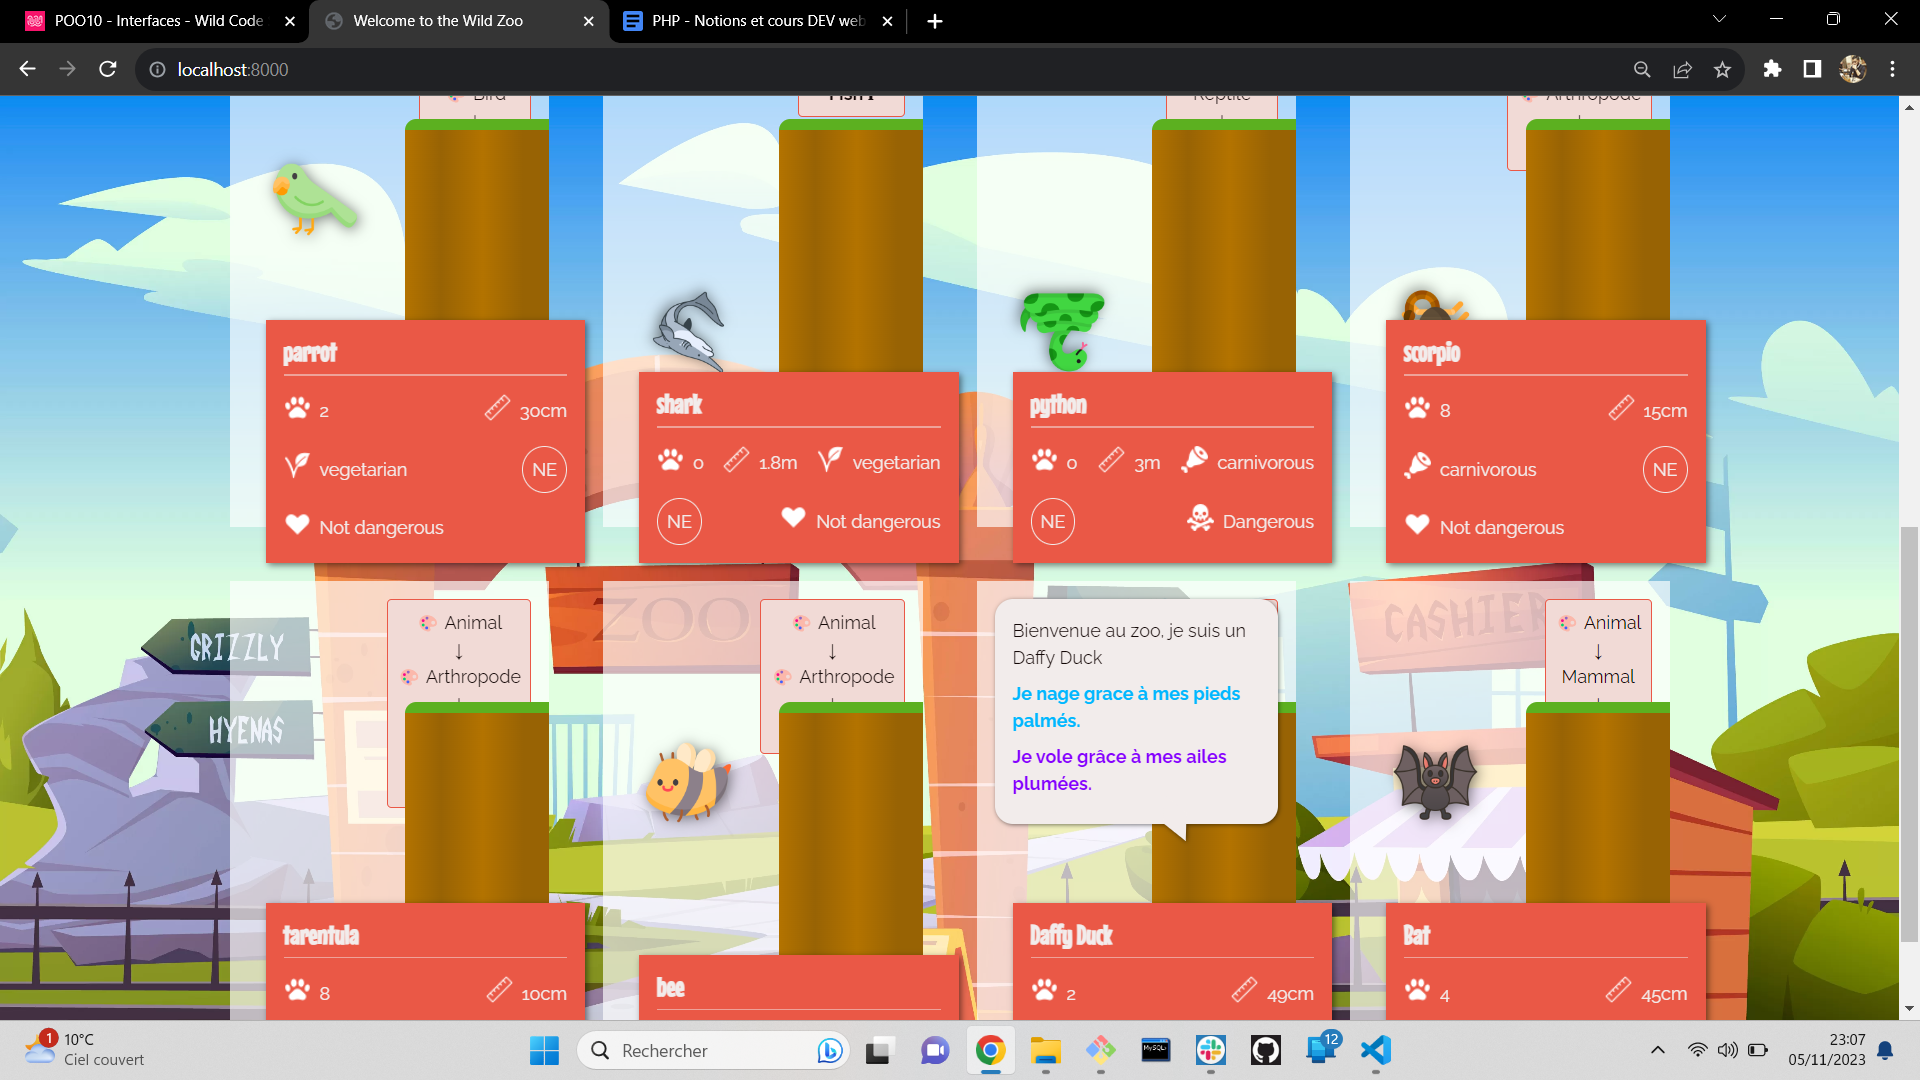 POO10 - Interfaces - Wild Code
Welcome to the Wild Zoo
PHP - Notions et cours DEV web
localhost:8000
Bird
Fish
Reptile
Arthropode
parrot
2
30cm
vegetarian
NE
Not dangerous
shark
0
1.8m
vegetarian
NE
Not dangerous
python
0
3m
carnivorous
NE
Dangerous
scorpio
8
15cm
carnivorous
NE
Not dangerous
GRIZZLY
HYENAS
ZOO
CASHIER
Animal
↓
Arthropode
Animal
↓
Arthropode
Bienvenue au zoo, je suis un
Daffy Duck
Je nage grace à mes pieds
palmés.
Je vole grâce à mes ailes
plumées.
Animal
↓
Mammal
tarentula
8
10cm
bee
Daffy Duck
2
49cm
Bat
4
45cm
1
10°C
Ciel couvert
Rechercher
MySQL
12
23:07
05/11/2023